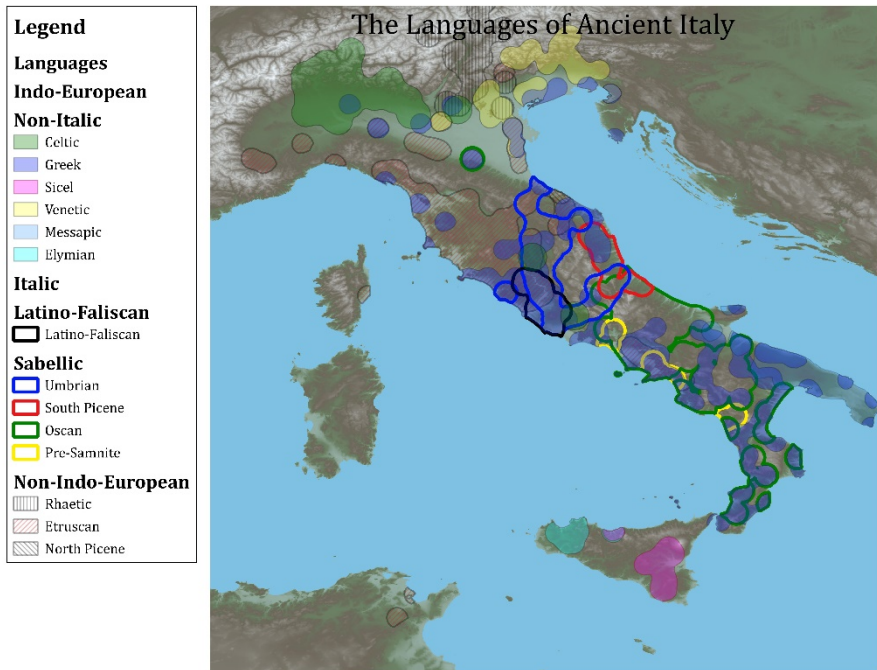 The Languages of Ancient Italy
Legend
Languages
Indo-European
Non-Italic
Celtic
Greek
Sicel
Venetic
Messapic
Elymian
Italic
Latino-Faliscan
Latino-Faliscan
Sabellic
Umbrian
South Picene
Oscan
Pre-Samnite
Non-Indo-European
Rhaetic
Etruscan
North Picene